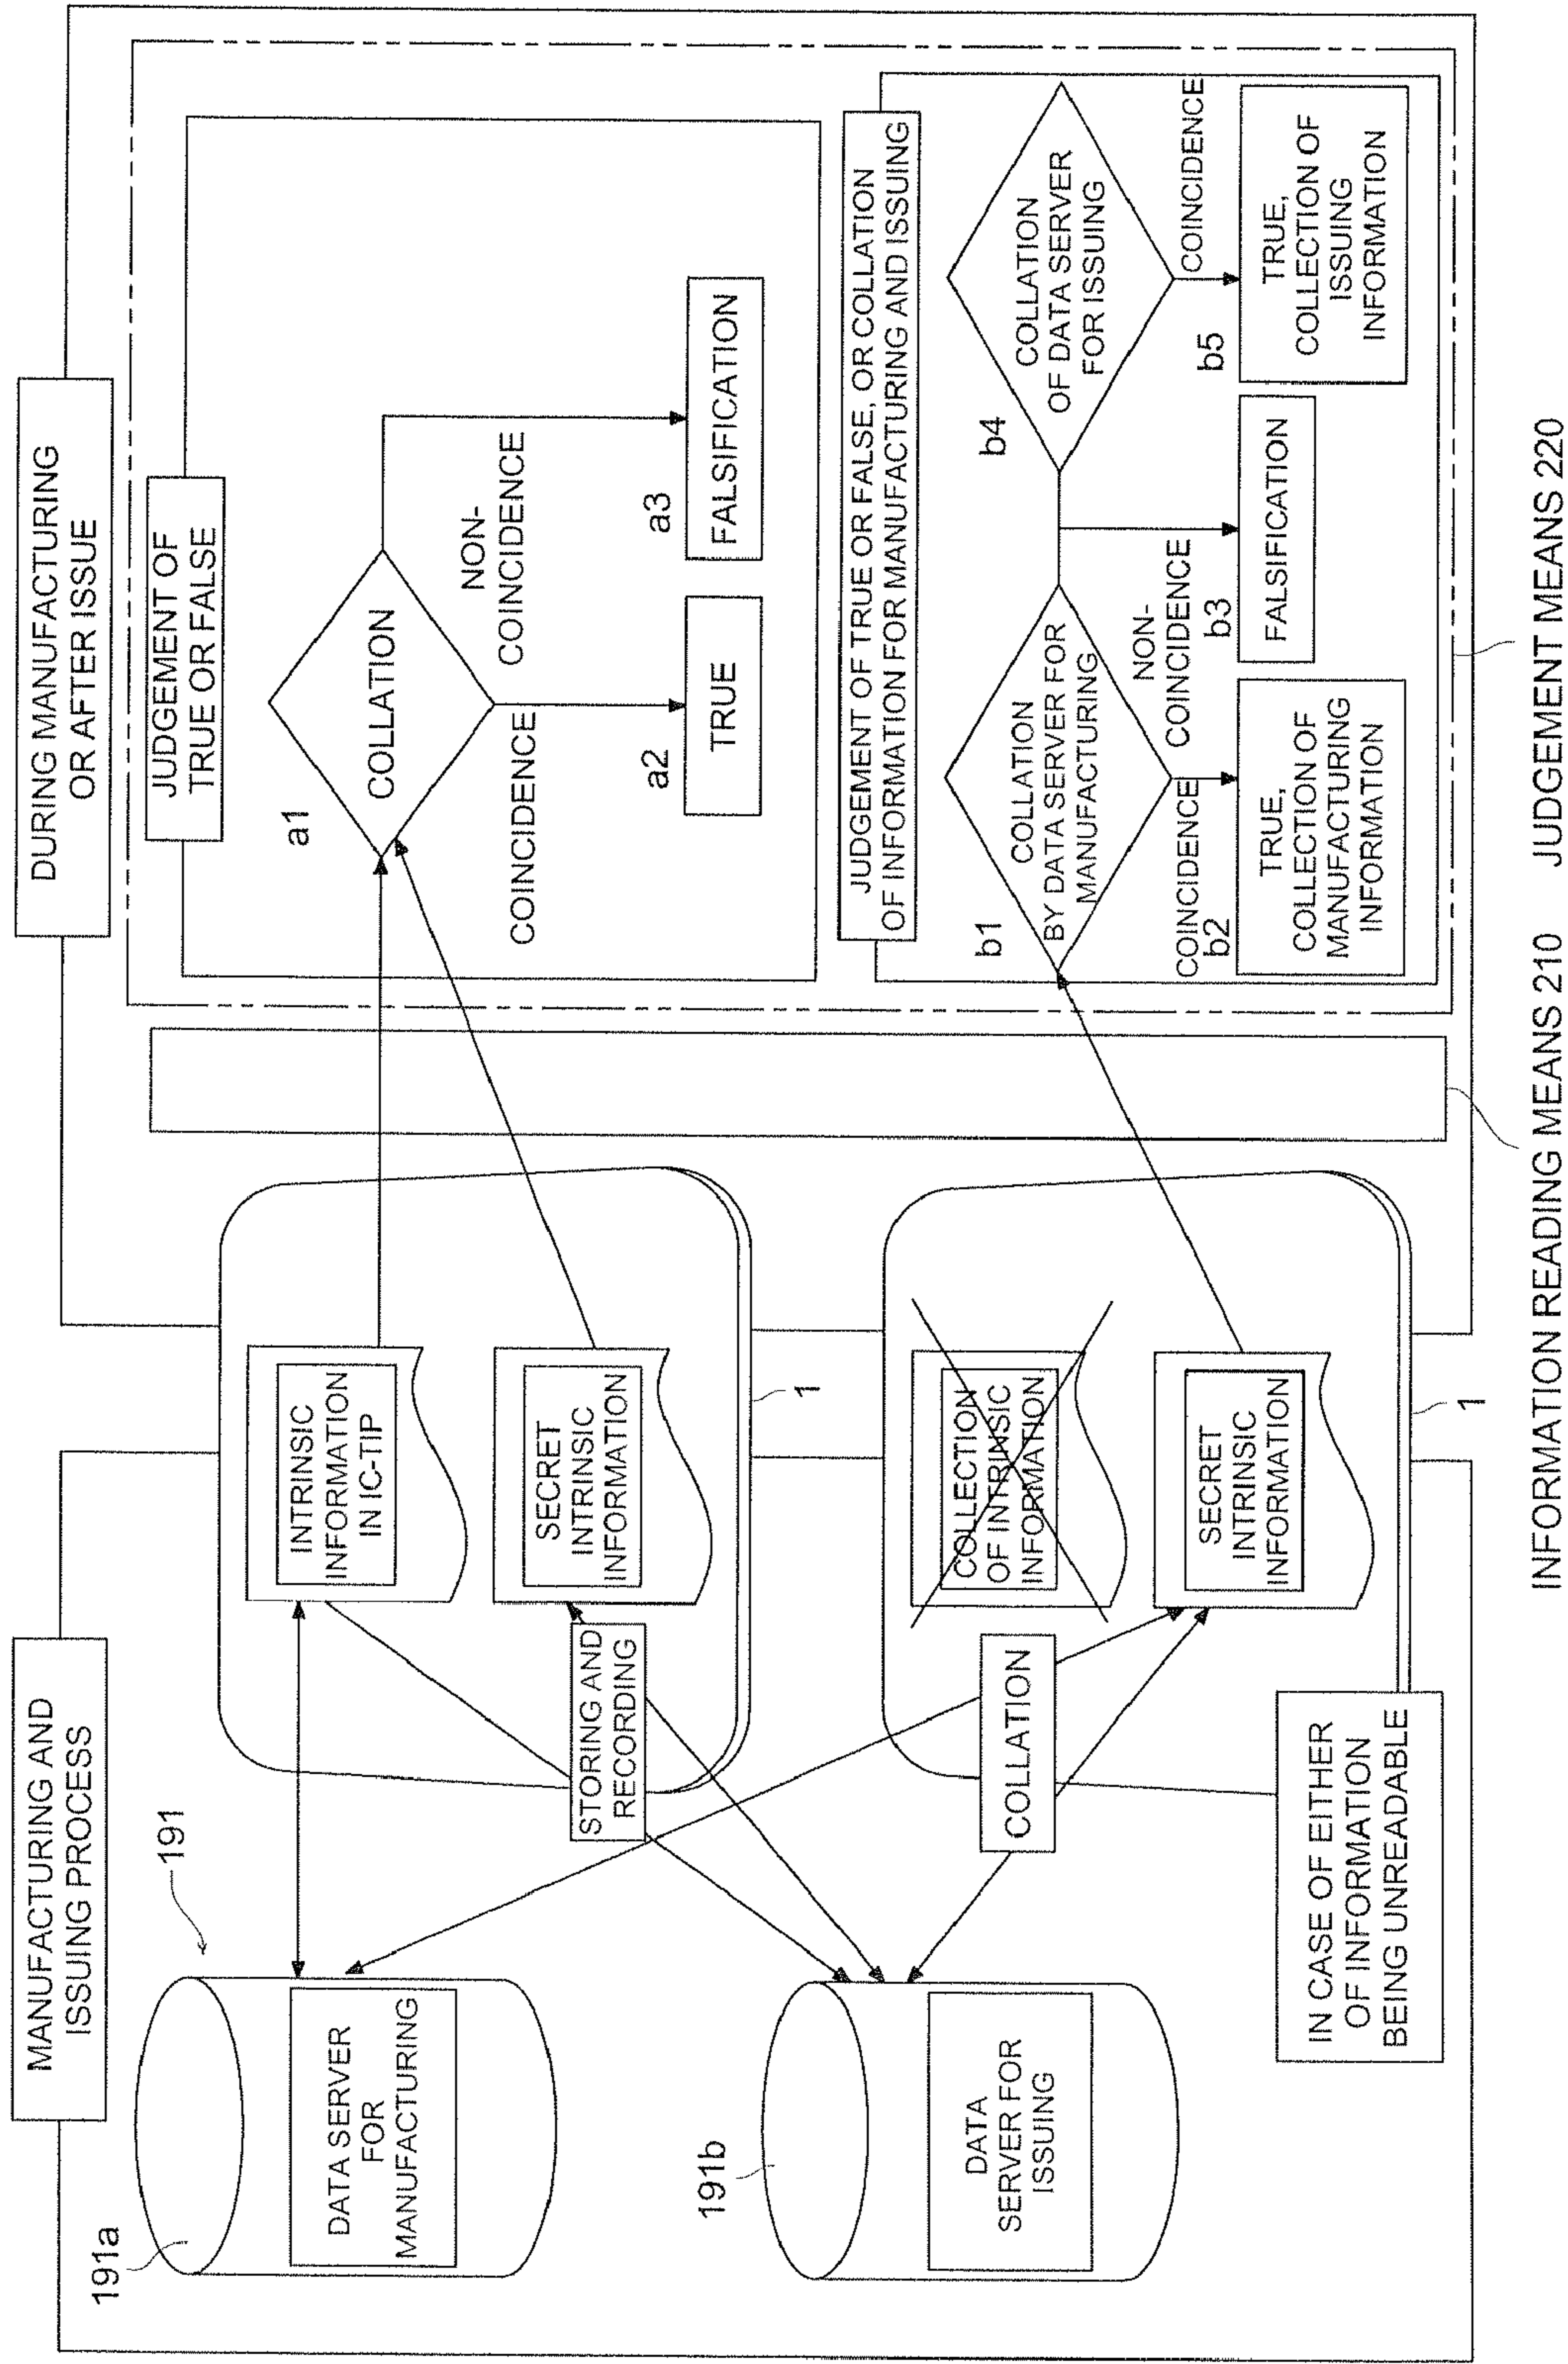 MANUFACTURING AND
ISSUING PROCESS
DURING MANUFACTURING
OR AFTER ISSUE
191
191a
DATA SERVER
FOR
MANUFACTURING
191b
DATA
SERVER FOR
ISSUING
INTRINSIC
INFORMATION
IN IC-TIP
SECRET
INTRINSIC
INFORMATION
STORING AND
RECORDING
1
COLLECTION
OF INTRINSIC
INFORMATION
SECRET
INTRINSIC
INFORMATION
COLLATION
1
IN CASE OF EITHER
OF INFORMATION
BEING UNREADABLE
JUDGEMENT OF
TRUE OR FALSE
a1
COLLATION
COINCIDENCE
NON-
COINCIDENCE
a2
TRUE
a3
FALSIFICATION
JUDGEMENT OF TRUE OR FALSE, OR COLLATION
OF INFORMATION FOR MANUFACTURING AND ISSUING
b1
COLLATION
BY DATA SERVER FOR
MANUFACTURING
COINCIDENCE
b2
TRUE,
COLLECTION OF
MANUFACTURING
INFORMATION
NON-
COINCIDENCE
b3
FALSIFICATION
b4
COLLATION
OF DATA SERVER
FOR ISSUING
COINCIDENCE
b5
TRUE,
COLLECTION OF
ISSUING
INFORMATION
INFORMATION READING MEANS 210
JUDGEMENT MEANS 220